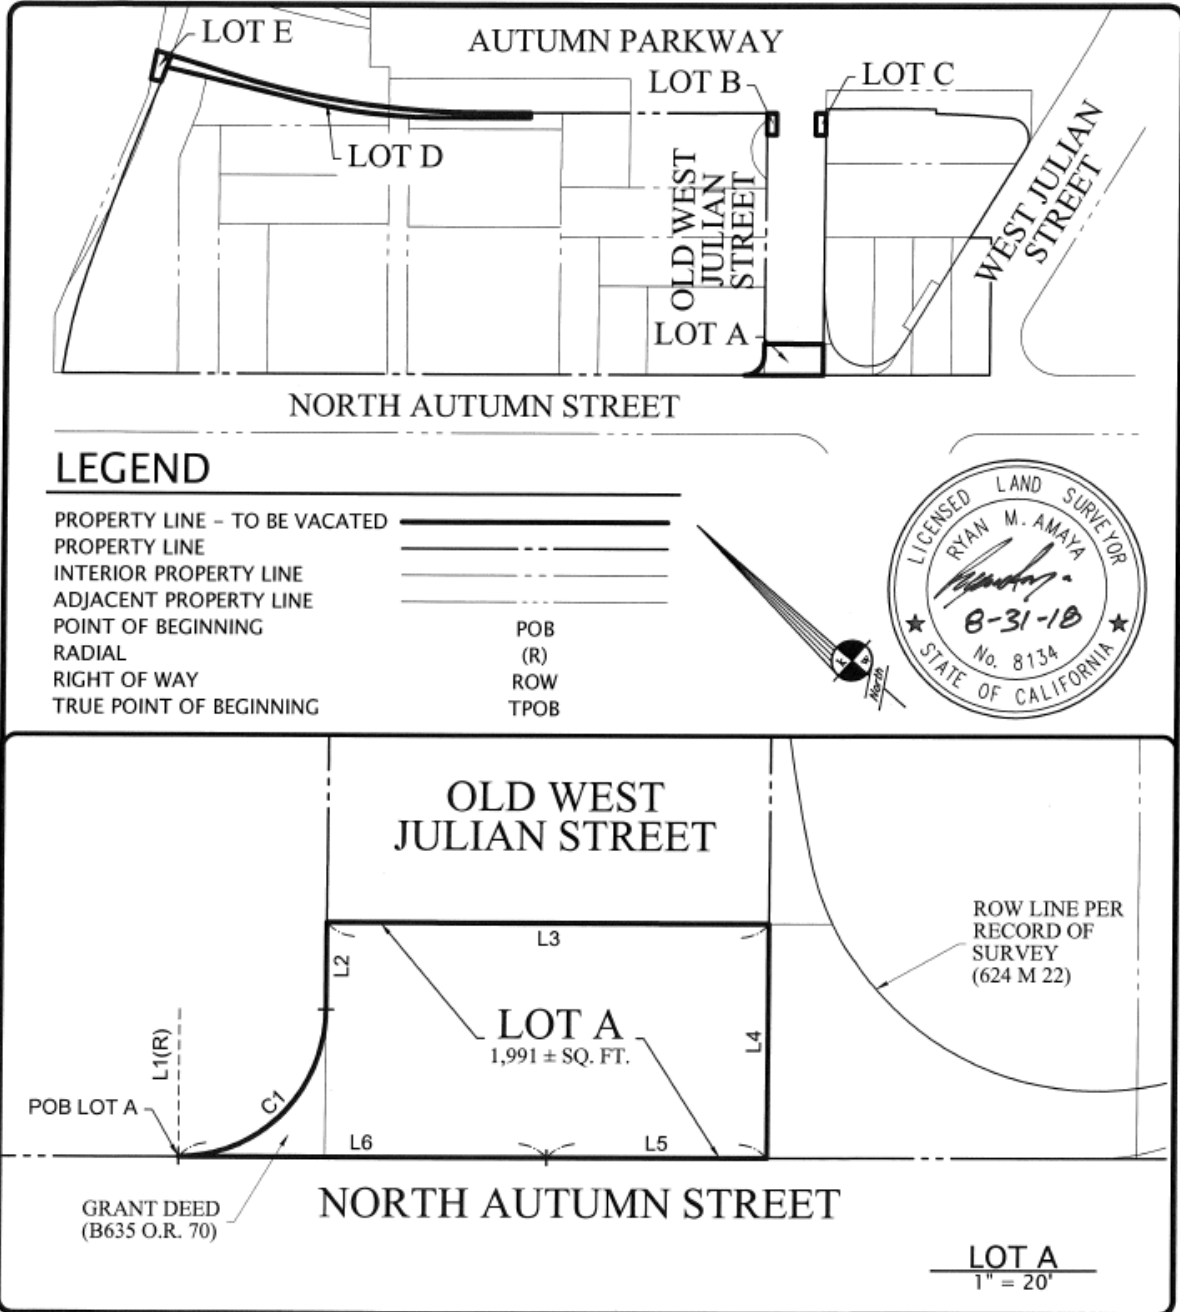 LOT E
AUTUMN PARKWAY
LOT B
LOT C
LOT D
OLD WEST
JULIAN
STREET
WEST JULIAN
STREET
LOT A
NORTH AUTUMN STREET
LEGEND
PROPERTY LINE - TO BE VACATED
PROPERTY LINE
INTERIOR PROPERTY LINE
ADJACENT PROPERTY LINE
POINT OF BEGINNING POB
RADIAL (R)
RIGHT OF WAY ROW
TRUE POINT OF BEGINNING TPOB
North
LICENSED LAND SURVEYOR
RYAN M. AMAYA
8-31-18
No. 8134
STATE OF CALIFORNIA
OLD WEST
JULIAN STREET
L3
L2
LOT A
1,991 ± SQ. FT.
L4
L1(R)
C1
POB LOT A
L6
L5
ROW LINE PER
RECORD OF
SURVEY
(624 M 22)
GRANT DEED
(B635 O.R. 70)
NORTH AUTUMN STREET
LOT A
1" = 20'